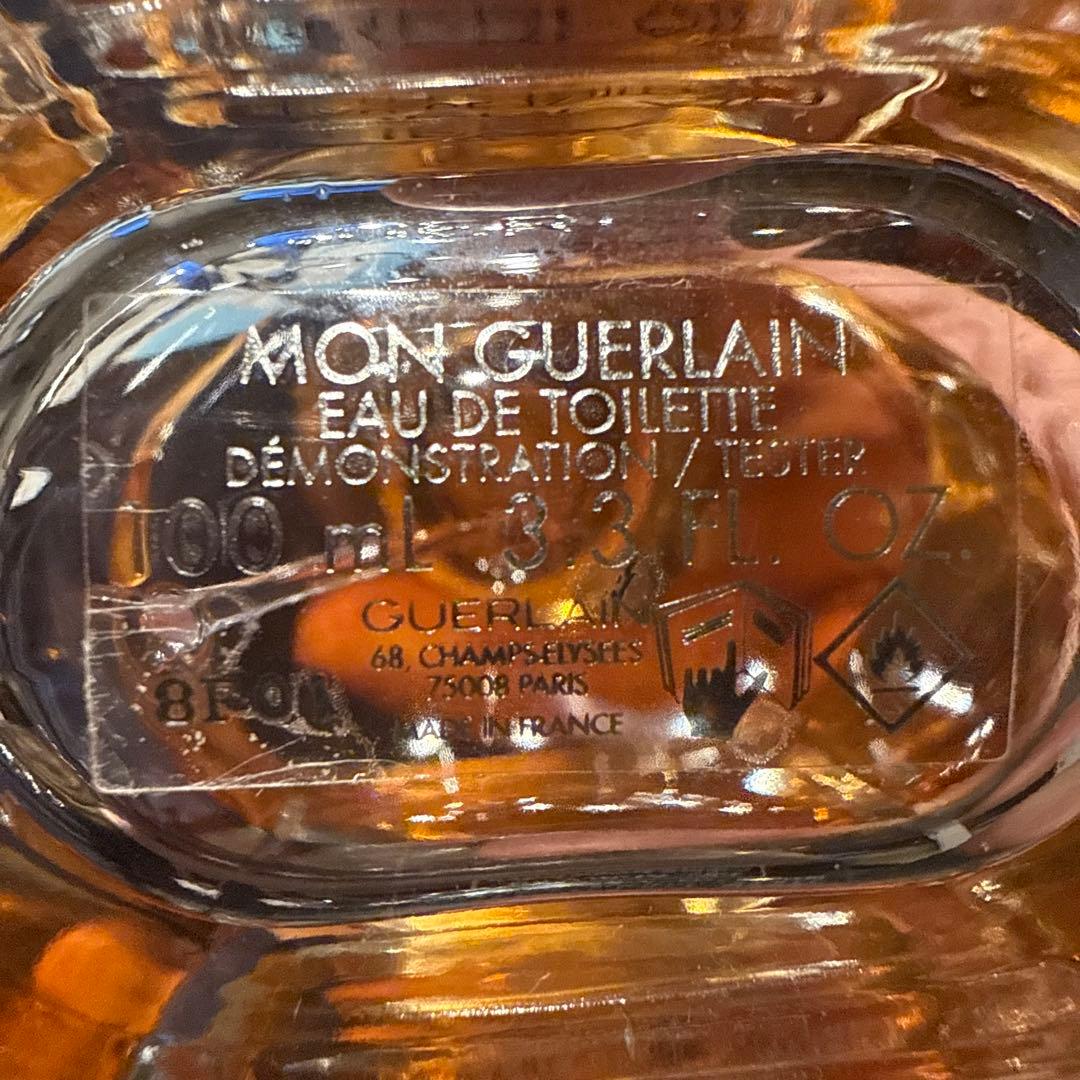 MON GUERLAIN
EAU DE TOILETTE
DÉMONSTRATION / TESTER
100 mL 3.3 FL. OZ.
GUERLAIN
68, CHAMPS-ELYSEES
75008 PARIS
MADE IN FRANCE